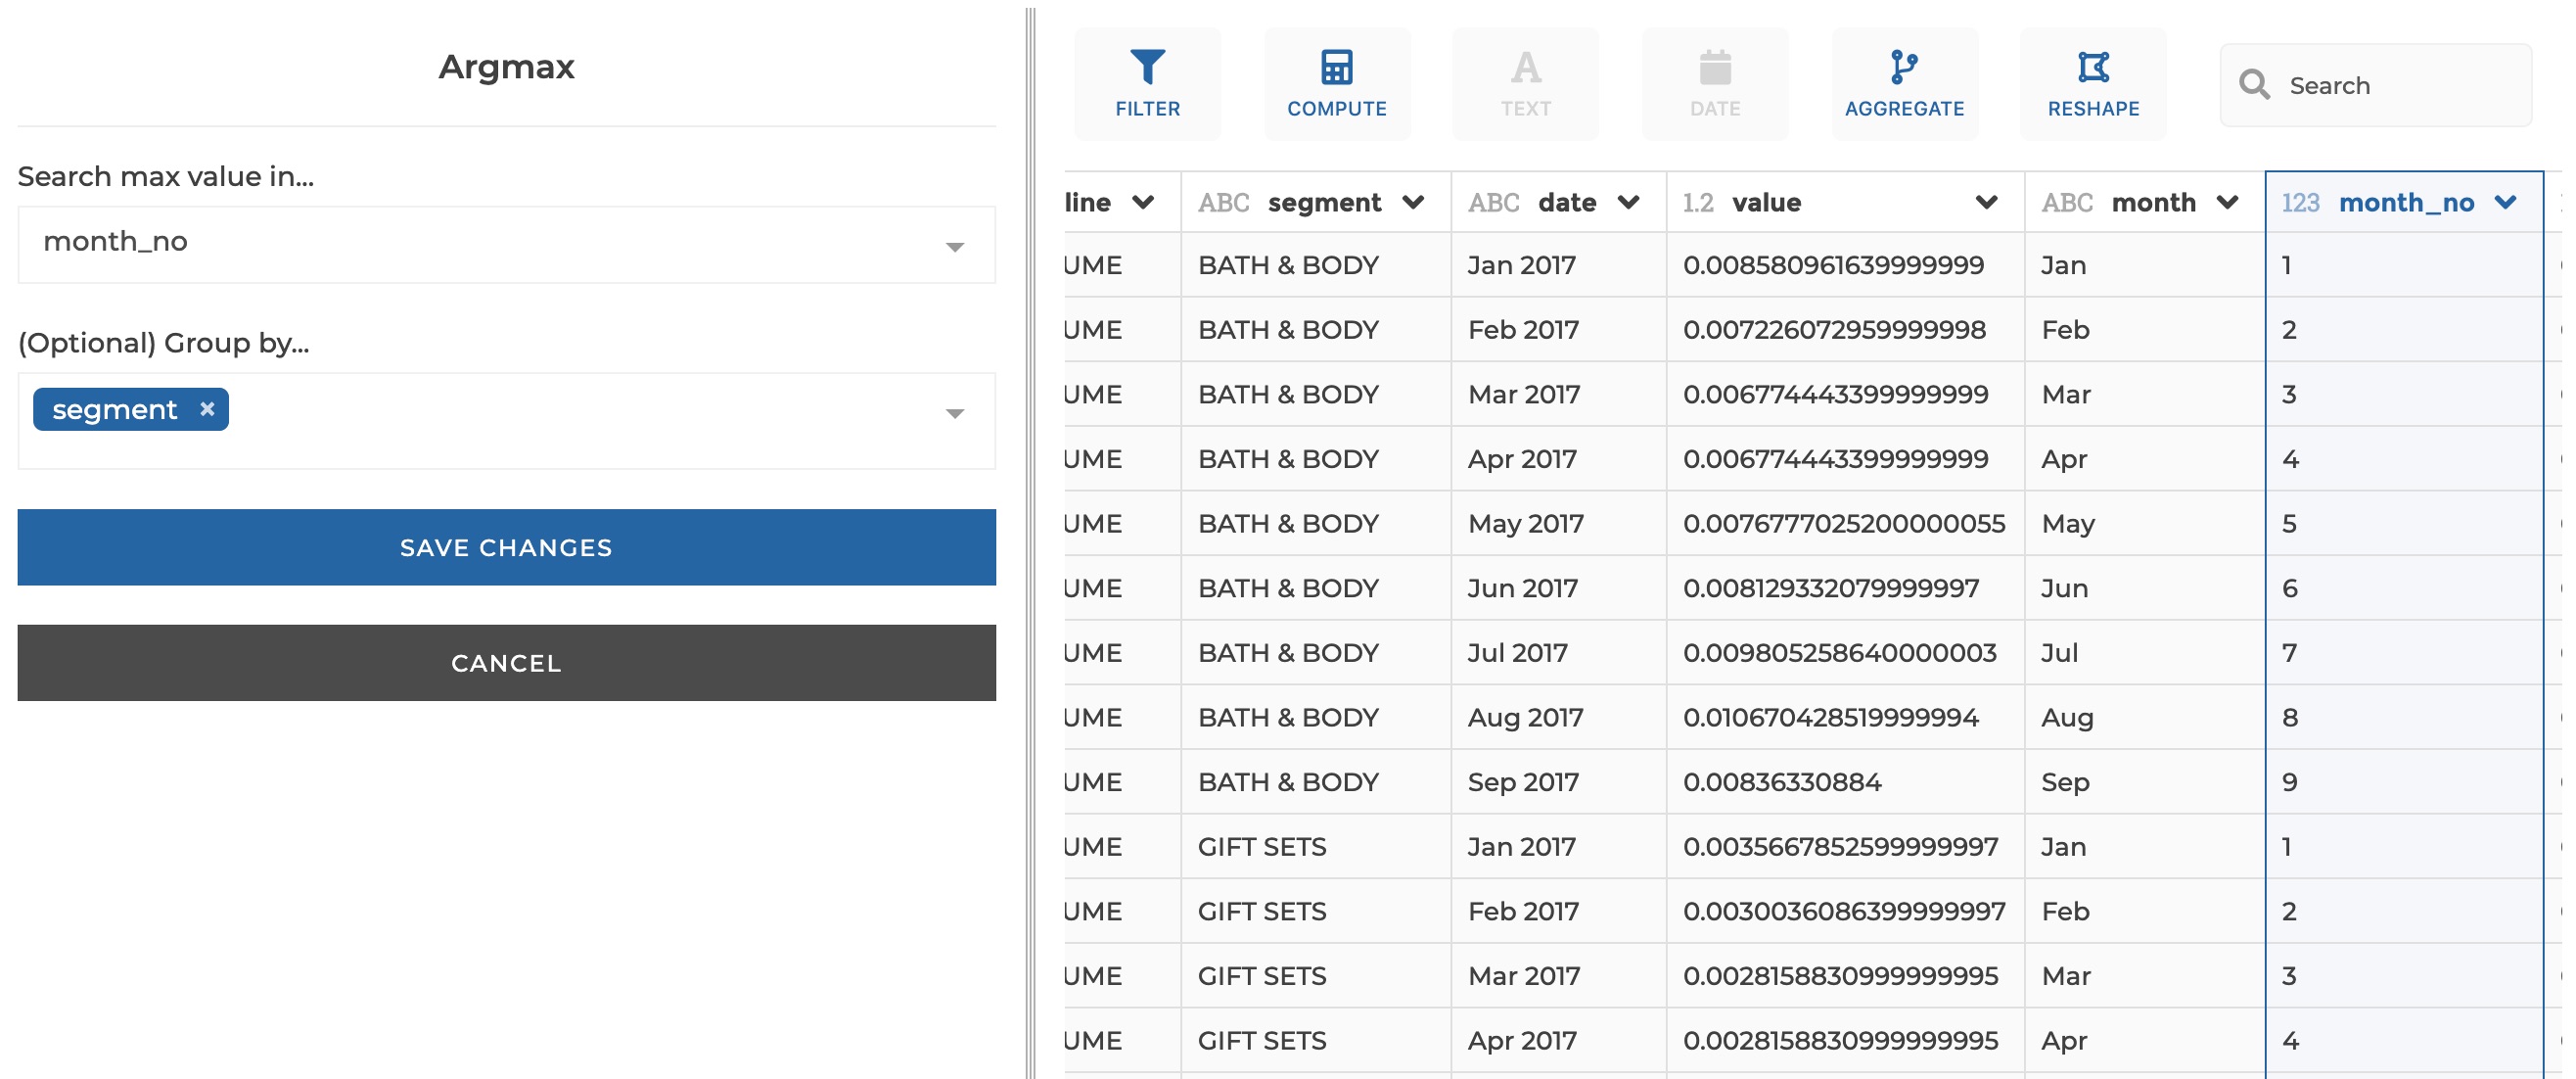 Argmax
Search max value in...
month_no
(Optional) Group by...
segment ×
SAVE CHANGES
CANCEL
FILTER COMPUTE TEXT DATE AGGREGATE RESHAPE Search
line ABC segment ABC date 1.2 value ABC month 123 month_no
UME BATH & BODY Jan 2017 0.008580961639999999 Jan 1
UME BATH & BODY Feb 2017 0.007226072959999998 Feb 2
UME BATH & BODY Mar 2017 0.006774443399999999 Mar 3
UME BATH & BODY Apr 2017 0.006774443399999999 Apr 4
UME BATH & BODY May 2017 0.0076777025200000055 May 5
UME BATH & BODY Jun 2017 0.008129332079999997 Jun 6
UME BATH & BODY Jul 2017 0.009805258640000003 Jul 7
UME BATH & BODY Aug 2017 0.010670428519999994 Aug 8
UME BATH & BODY Sep 2017 0.00836330884 Sep 9
UME GIFT SETS Jan 2017 0.0035667852599999997 Jan 1
UME GIFT SETS Feb 2017 0.0030036086399999997 Feb 2
UME GIFT SETS Mar 2017 0.0028158830999999995 Mar 3
UME GIFT SETS Apr 2017 0.0028158830999999995 Apr 4